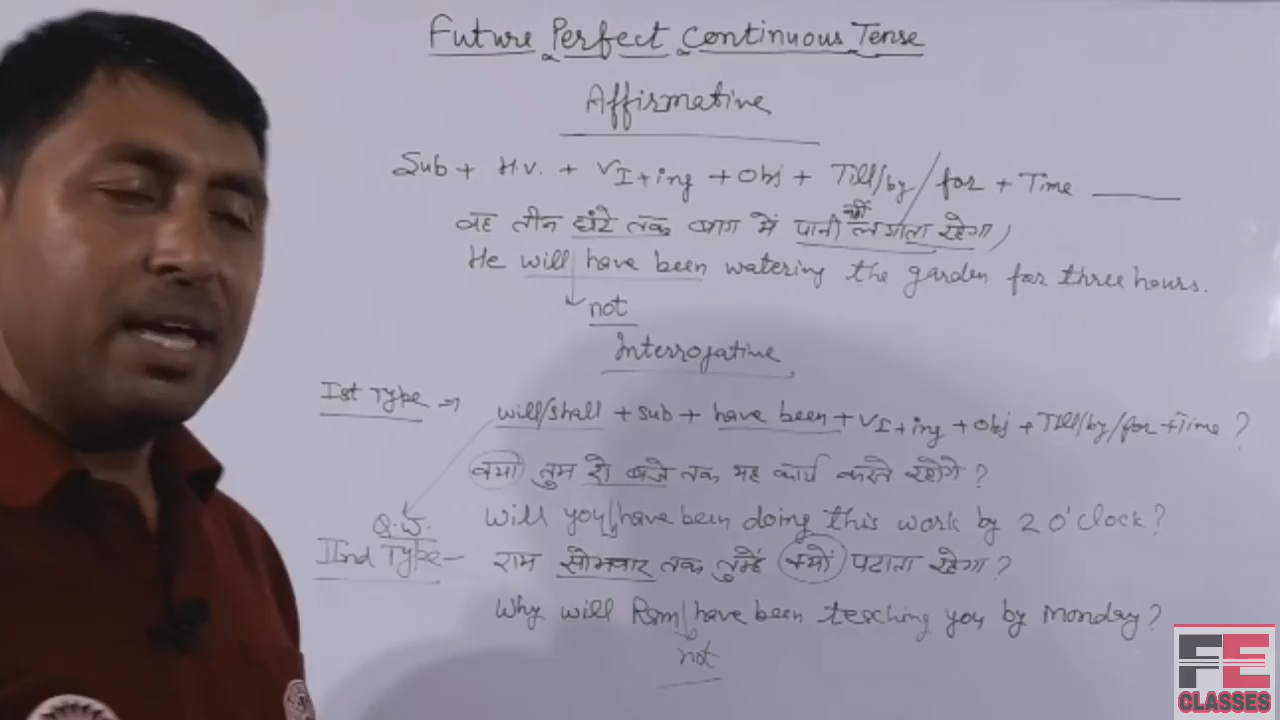 Future Perfect Continuous Tense
Affirmative
Sub + H.V. + VI+ing + Obj + Till/by/for + Time
नहीं
वह तीन घंटे तक बाग में पानी लगाता रहेगा।
He will have been watering the garden for three hours.
not
Interrogative
Ist Type → will/shall + sub + have been + VI+ing + Obj + Till/by/for + Time ?
क्या तुम दो बजे तक यह कार्य करते रहोगे ?
Q.W. Will you have been doing this work by 2 O'clock?
IInd Type – राम सोमवार तक तुम्हें क्यों पढाता रहेगा ?
Why will Ram have been teaching you by Monday?
not
FE
CLASSES